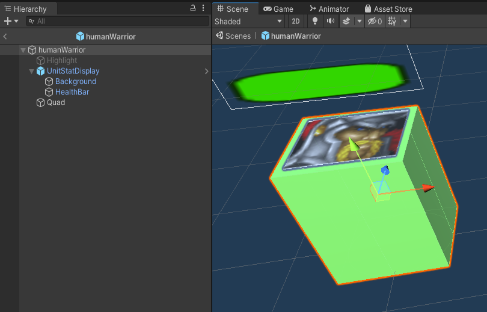 Hierarchy
All
humanWarrior
humanWarrior
Highlight
UnitStatDisplay
Background
HealthBar
Quad
Scene Game Animator Asset Store
Shaded 2D 0
Scenes humanWarrior